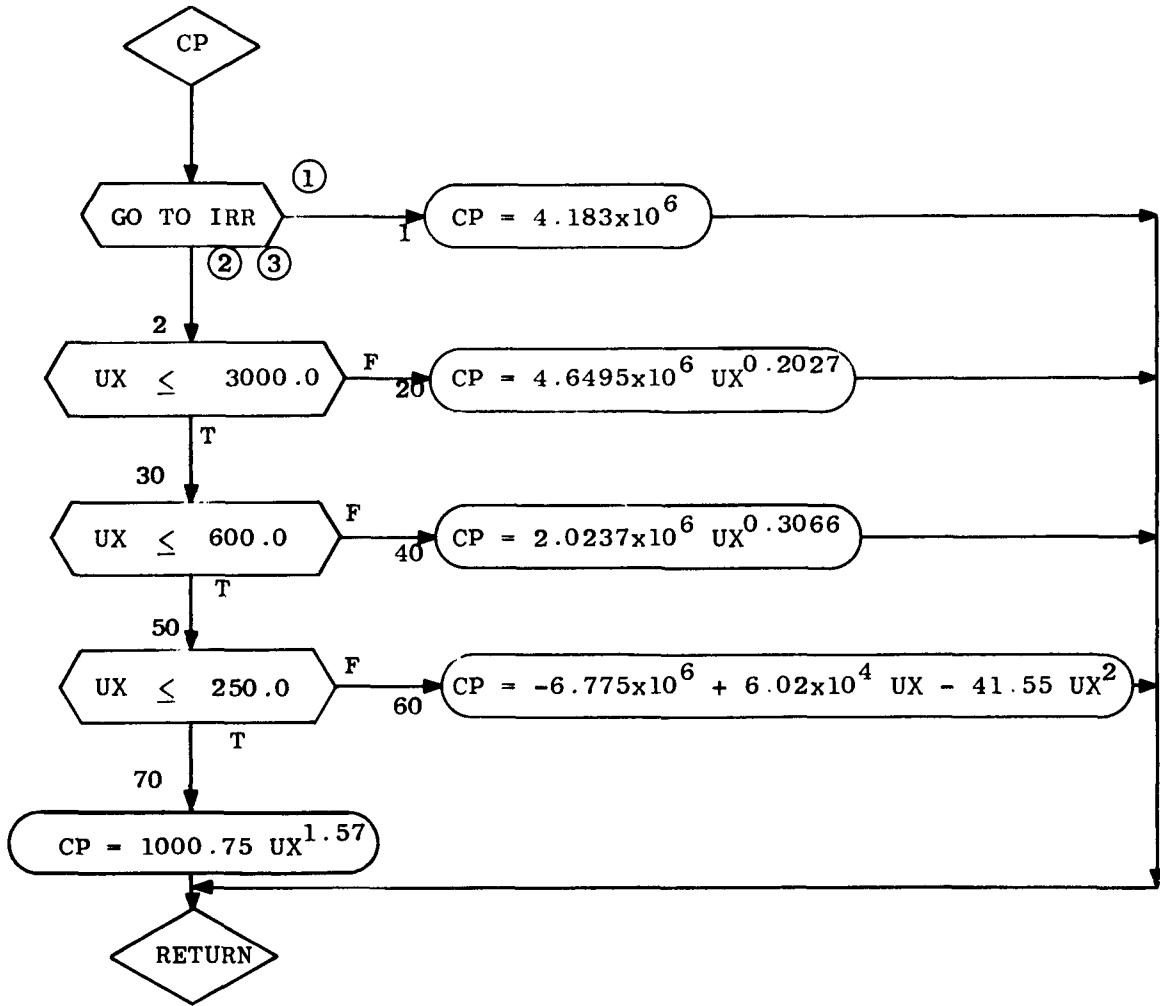 CP
①
GO TO IRR
1
CP = 4.183x10^6
② ③
2
UX ≤ 3000.0
F
20
CP = 4.6495x10^6 UX^0.2027
T
30
UX ≤ 600.0
F
40
CP = 2.0237x10^6 UX^0.3066
T
50
UX ≤ 250.0
F
60
CP = -6.775x10^6 + 6.02x10^4 UX - 41.55 UX^2
T
70
CP = 1000.75 UX^1.57
RETURN